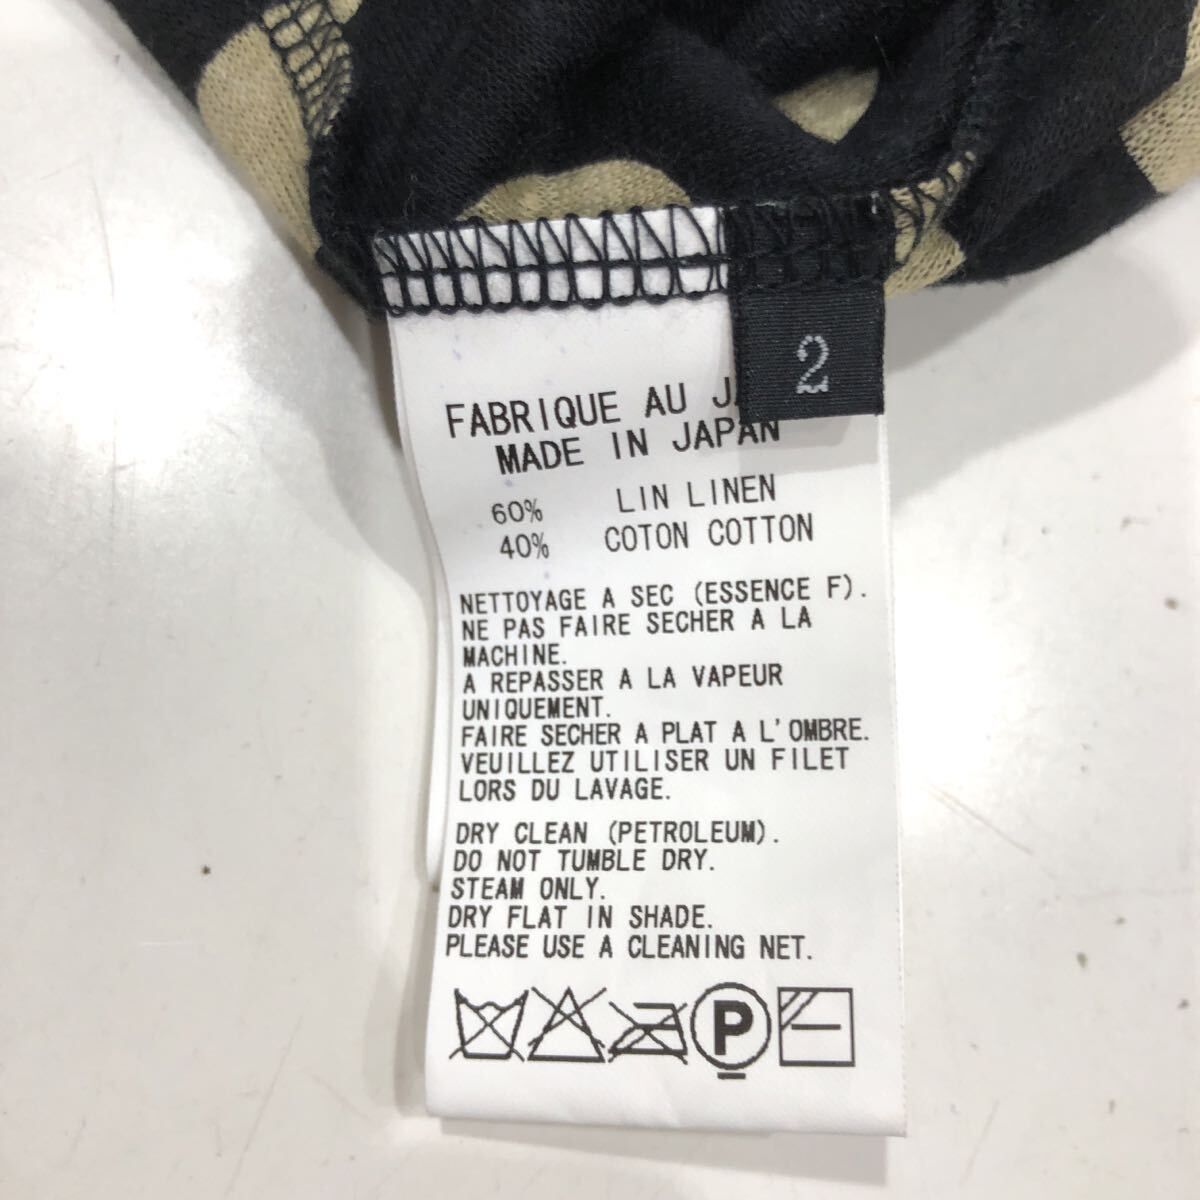 2
FABRIQUE AU
MADE IN JAPAN
60% LIN LINEN
40% COTON COTTON
NETTOYAGE A SEC (ESSENCE F).
NE PAS FAIRE SECHER A LA
MACHINE.
A REPASSER A LA VAPEUR
UNIQUEMENT.
FAIRE SECHER A PLAT A L'OMBRE.
VEUILLEZ UTILISER UN FILET
LORS DU LAVAGE.
DRY CLEAN (PETROLEUM).
DO NOT TUMBLE DRY.
STEAM ONLY.
DRY FLAT IN SHADE.
PLEASE USE A CLEANING NET.
P